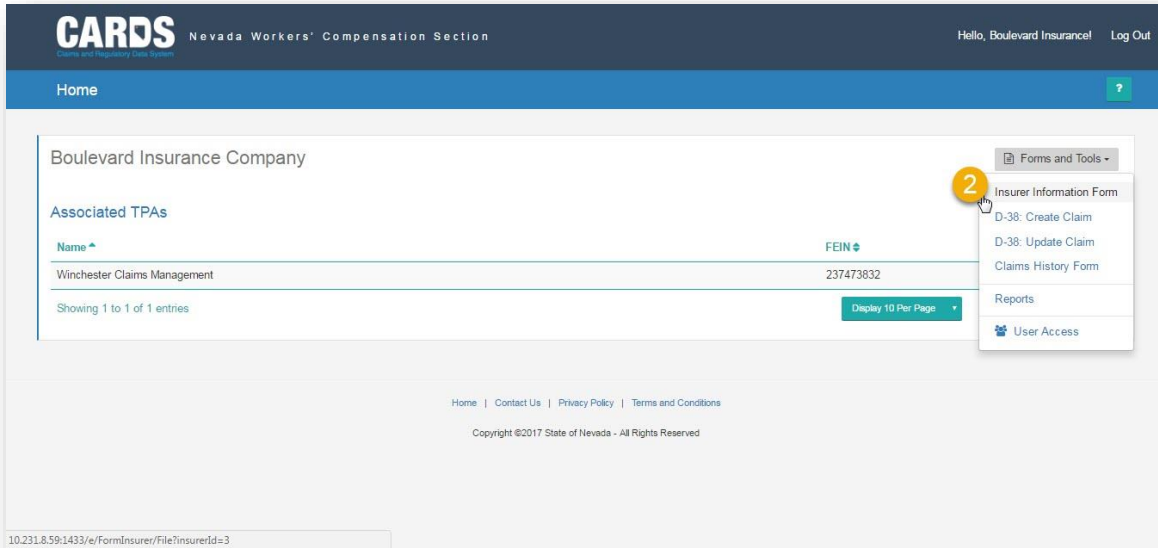 CARDS Nevada Workers' Compensation Section Hello, Boulevard Insurance! Log Out
Claims and Regulatory Data System
Home ?
Boulevard Insurance Company Forms and Tools
2
Insurer Information Form
Associated TPAs
D-38: Create Claim
Name FEIN D-38: Update Claim
Winchester Claims Management 237473832 Claims History Form
Showing 1 to 1 of 1 entries Display 10 Per Page Reports
User Access
Home | Contact Us | Privacy Policy | Terms and Conditions
Copyright ©2017 State of Nevada - All Rights Reserved
10.231.8.59:1433/e/FormInsurer/File?insurerId=3